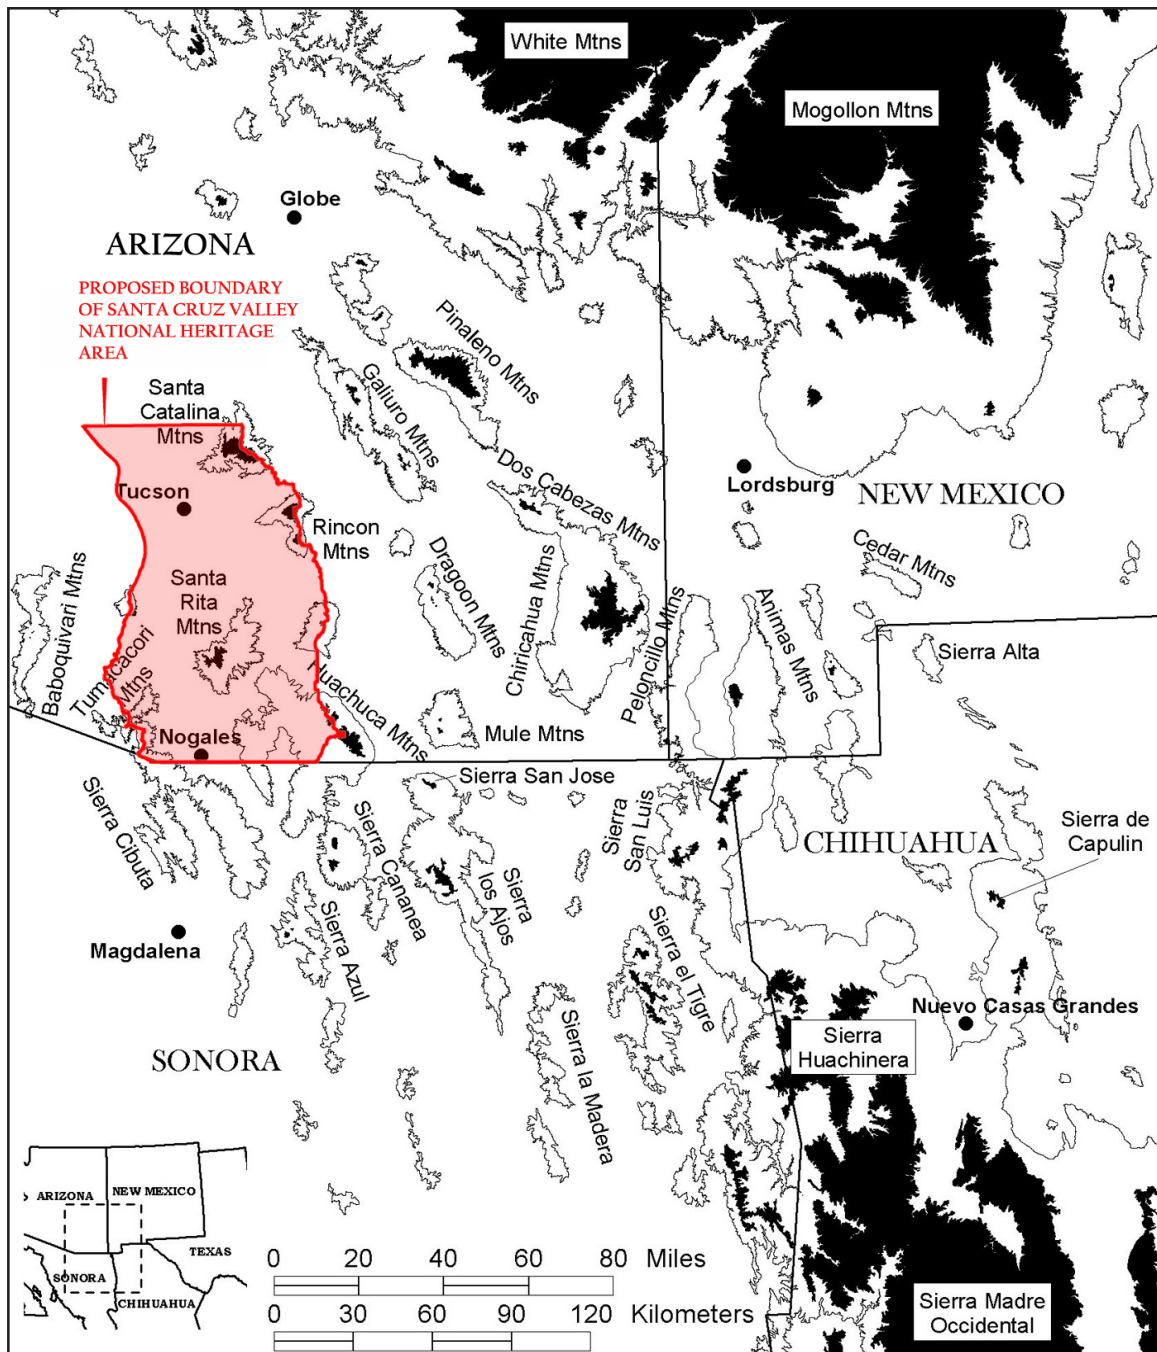 White Mtns
Mogollon Mtns
Globe
ARIZONA
PROPOSED BOUNDARY
OF SANTA CRUZ VALLEY
NATIONAL HERITAGE
AREA
Pinaleno Mtns
Galiuro Mtns
Santa
Catalina
Mtns
Dos Cabezas Mtns
Lordsburg
NEW MEXICO
Tucson
Rincon
Mtns
Cedar Mtns
Dragoon Mtns
Chiricahua Mtns
Peloncillo Mtns
Animas Mtns
Baboquivari Mtns
Santa
Rita
Mtns
Sierra Alta
Tumacacori
Mtns
Huachuca Mtns
Nogales
Mule Mtns
Sierra San Jose
Sierra Cibuta
Sierra Cananea
Sierra
San Luis
CHIHUAHUA
Sierra de
Capulin
Sierra
los Ajos
Sierra Azul
Magdalena
Sierra el Tigre
Nuevo Casas Grandes
Sierra
Huachinera
SONORA
Sierra la Madera
ARIZONA
NEW MEXICO
TEXAS
SONORA
CHIHUAHUA
0 20 40 60 80 Miles
0 30 60 90 120 Kilometers
Sierra Madre
Occidental